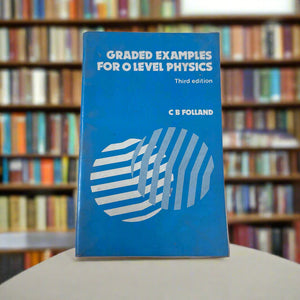 GRADED EXAMPLES
FOR O LEVEL PHYSICS
Third edition
C B FOLLAND